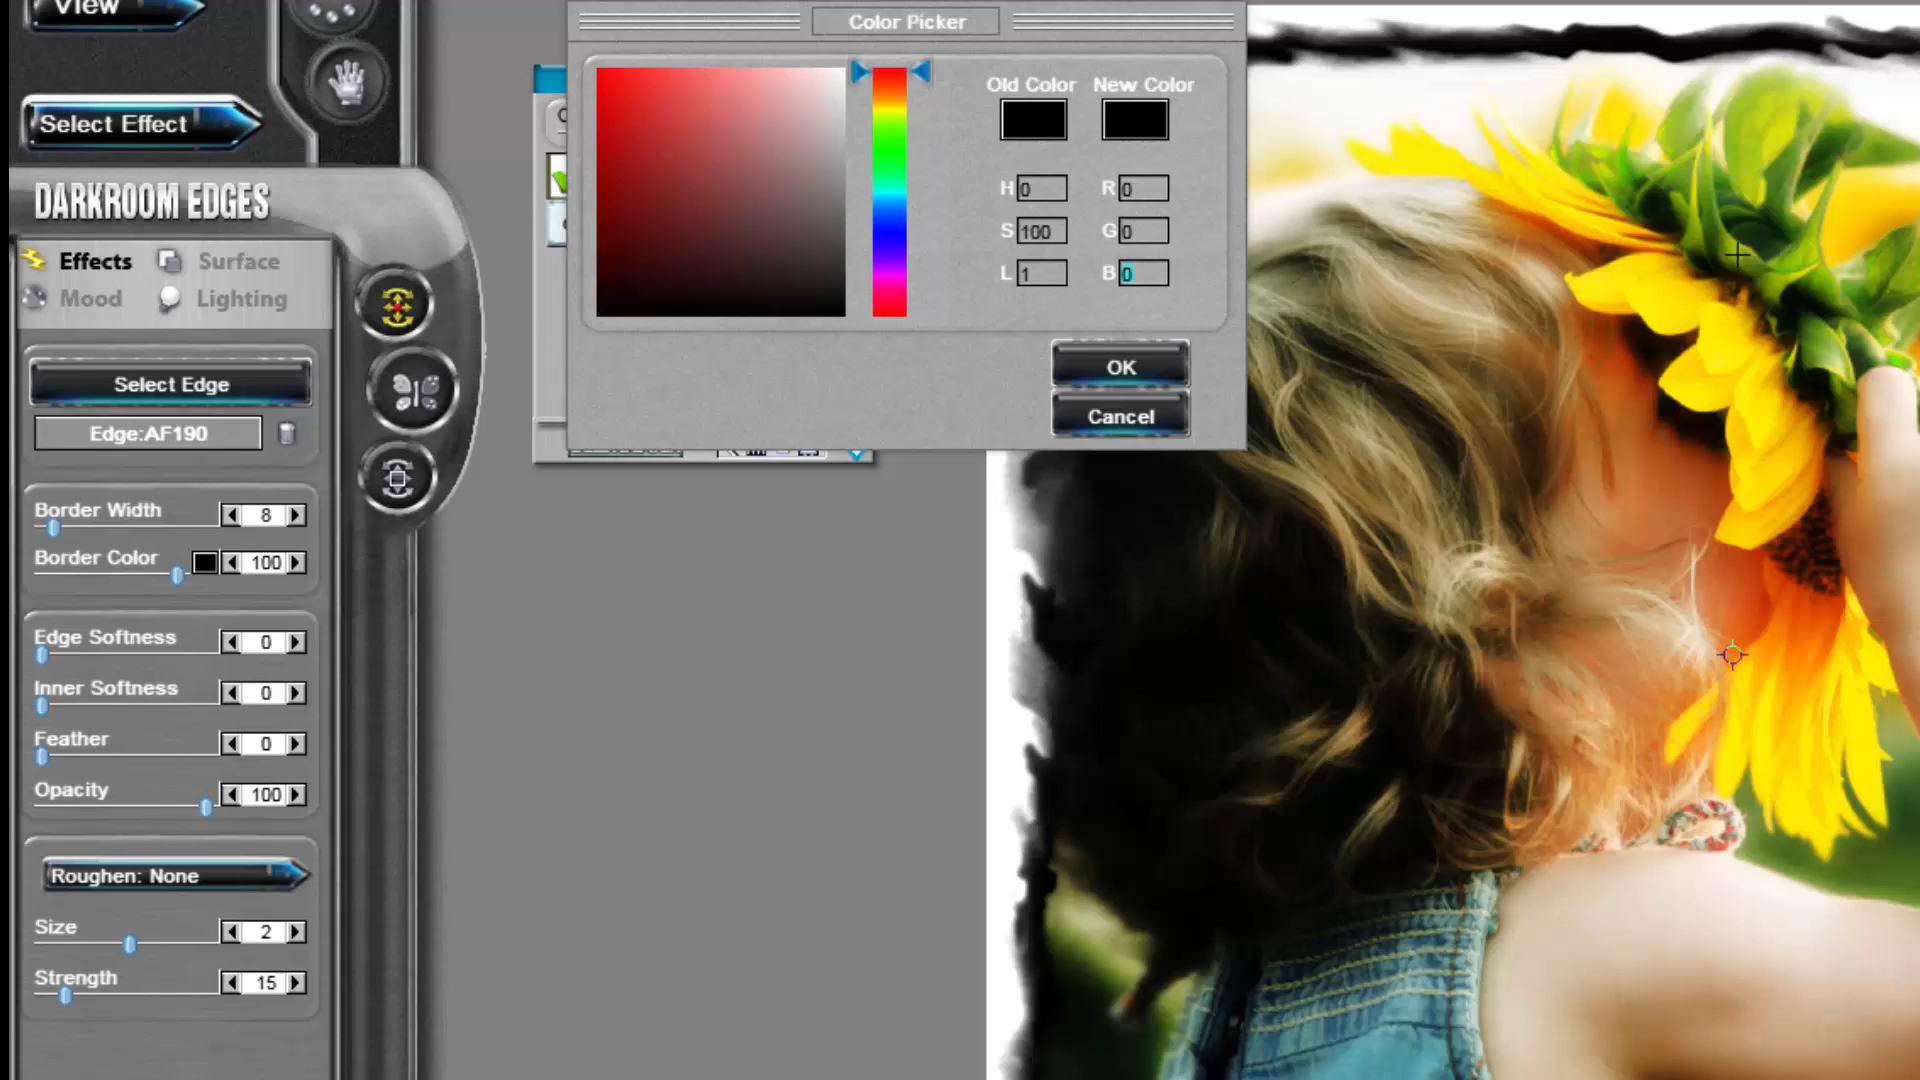 View
Select Effect
DARKROOM EDGES
Effects
Surface
Mood
Lighting
Select Edge
Edge:AF190
Border Width
8
Border Color
100
Edge Softness
0
Inner Softness
0
Feather
0
Opacity
100
Roughen: None
Size
2
Strength
15
Color Picker
Old Color
New Color
H 0
R 0
S 100
G 0
L 1
B 0
OK
Cancel